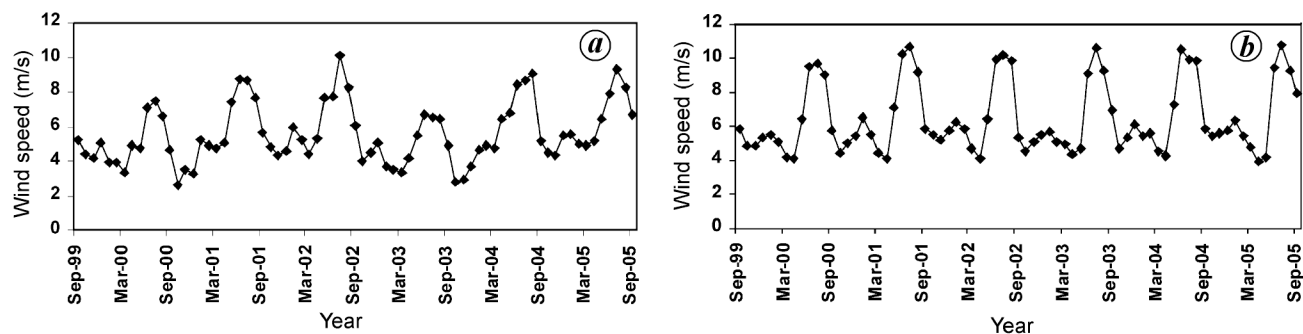 a
Wind speed (m/s)
12
10
8
6
4
2
0
Sep-99
Mar-00
Sep-00
Mar-01
Sep-01
Mar-02
Sep-02
Mar-03
Sep-03
Mar-04
Sep-04
Mar-05
Sep-05
Year
b
Wind speed (m/s)
12
10
8
6
4
2
0
Sep-99
Mar-00
Sep-00
Mar-01
Sep-01
Mar-02
Sep-02
Mar-03
Sep-03
Mar-04
Sep-04
Mar-05
Sep-05
Year